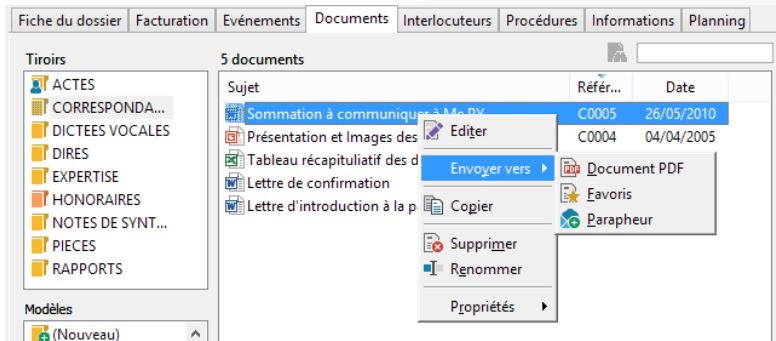 Fiche du dossier Facturation Evénements Documents Interlocuteurs Procédures Informations Planning
Tiroirs
ACTES
CORRESPONDA...
DICTEES VOCALES
DIRES
EXPERTISE
HONORAIRES
NOTES DE SYNT...
PIECES
RAPPORTS
Modèles
(Nouveau)
5 documents
Sujet Référ... Date
Sommation à communiquer à Me PY C0005 26/05/2010
Présentation et Images des C0004 04/04/2005
Tableau récapituliatif des d
Lettre de confirmation
Lettre d'introduction à la p
Editer
Envoyer vers
Copier
Supprimer
Renommer
Propriétés
Document PDF
Favoris
Parapheur